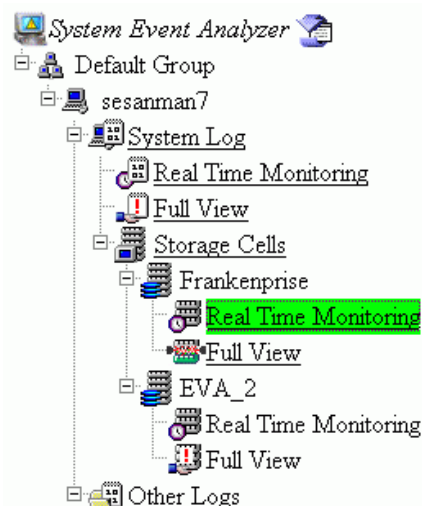 System Event Analyzer
Default Group
sesanman7
System Log
Real Time Monitoring
Full View
Storage Cells
Frankenprise
Real Time Monitoring
Full View
EVA_2
Real Time Monitoring
Full View
Other Logs